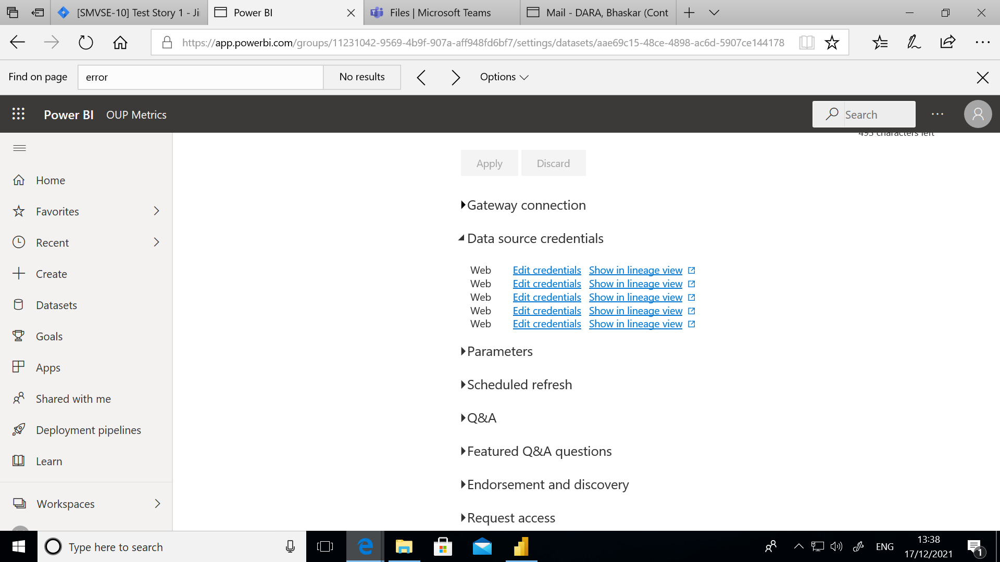 [SMVSE-10] Test Story 1 - Ji
Power BI
Files | Microsoft Teams
Mail - DARA, Bhaskar (Cont
https://app.powerbi.com/groups/11231042-9569-4b9f-907a-aff948fd6bf7/settings/datasets/aae69c15-48ce-4898-ac6d-5907ce144178
Find on page
error
No results
Options
Power BI
OUP Metrics
Search
493 characters left
Home
Favorites
Recent
Create
Datasets
Goals
Apps
Shared with me
Deployment pipelines
Learn
Workspaces
Apply
Discard
Gateway connection
Data source credentials
Web Edit credentials Show in lineage view
Web Edit credentials Show in lineage view
Web Edit credentials Show in lineage view
Web Edit credentials Show in lineage view
Web Edit credentials Show in lineage view
Parameters
Scheduled refresh
Q&A
Featured Q&A questions
Endorsement and discovery
Request access
Type here to search
ENG
13:38
17/12/2021
1